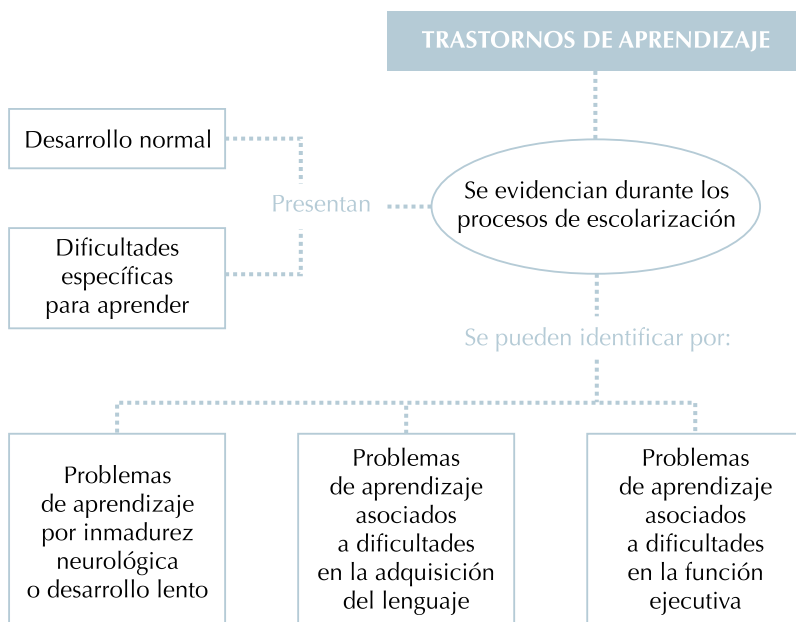 TRASTORNOS DE APRENDIZAJE
Desarrollo normal
Presentan
Se evidencian durante los
procesos de escolarización
Dificultades
específicas
para aprender
Se pueden identificar por:
Problemas
de aprendizaje
por inmadurez
neurológica
o desarrollo lento
Problemas
de aprendizaje
asociados
a dificultades
en la adquisición
del lenguaje
Problemas
de aprendizaje
asociados
a dificultades
en la función
ejecutiva